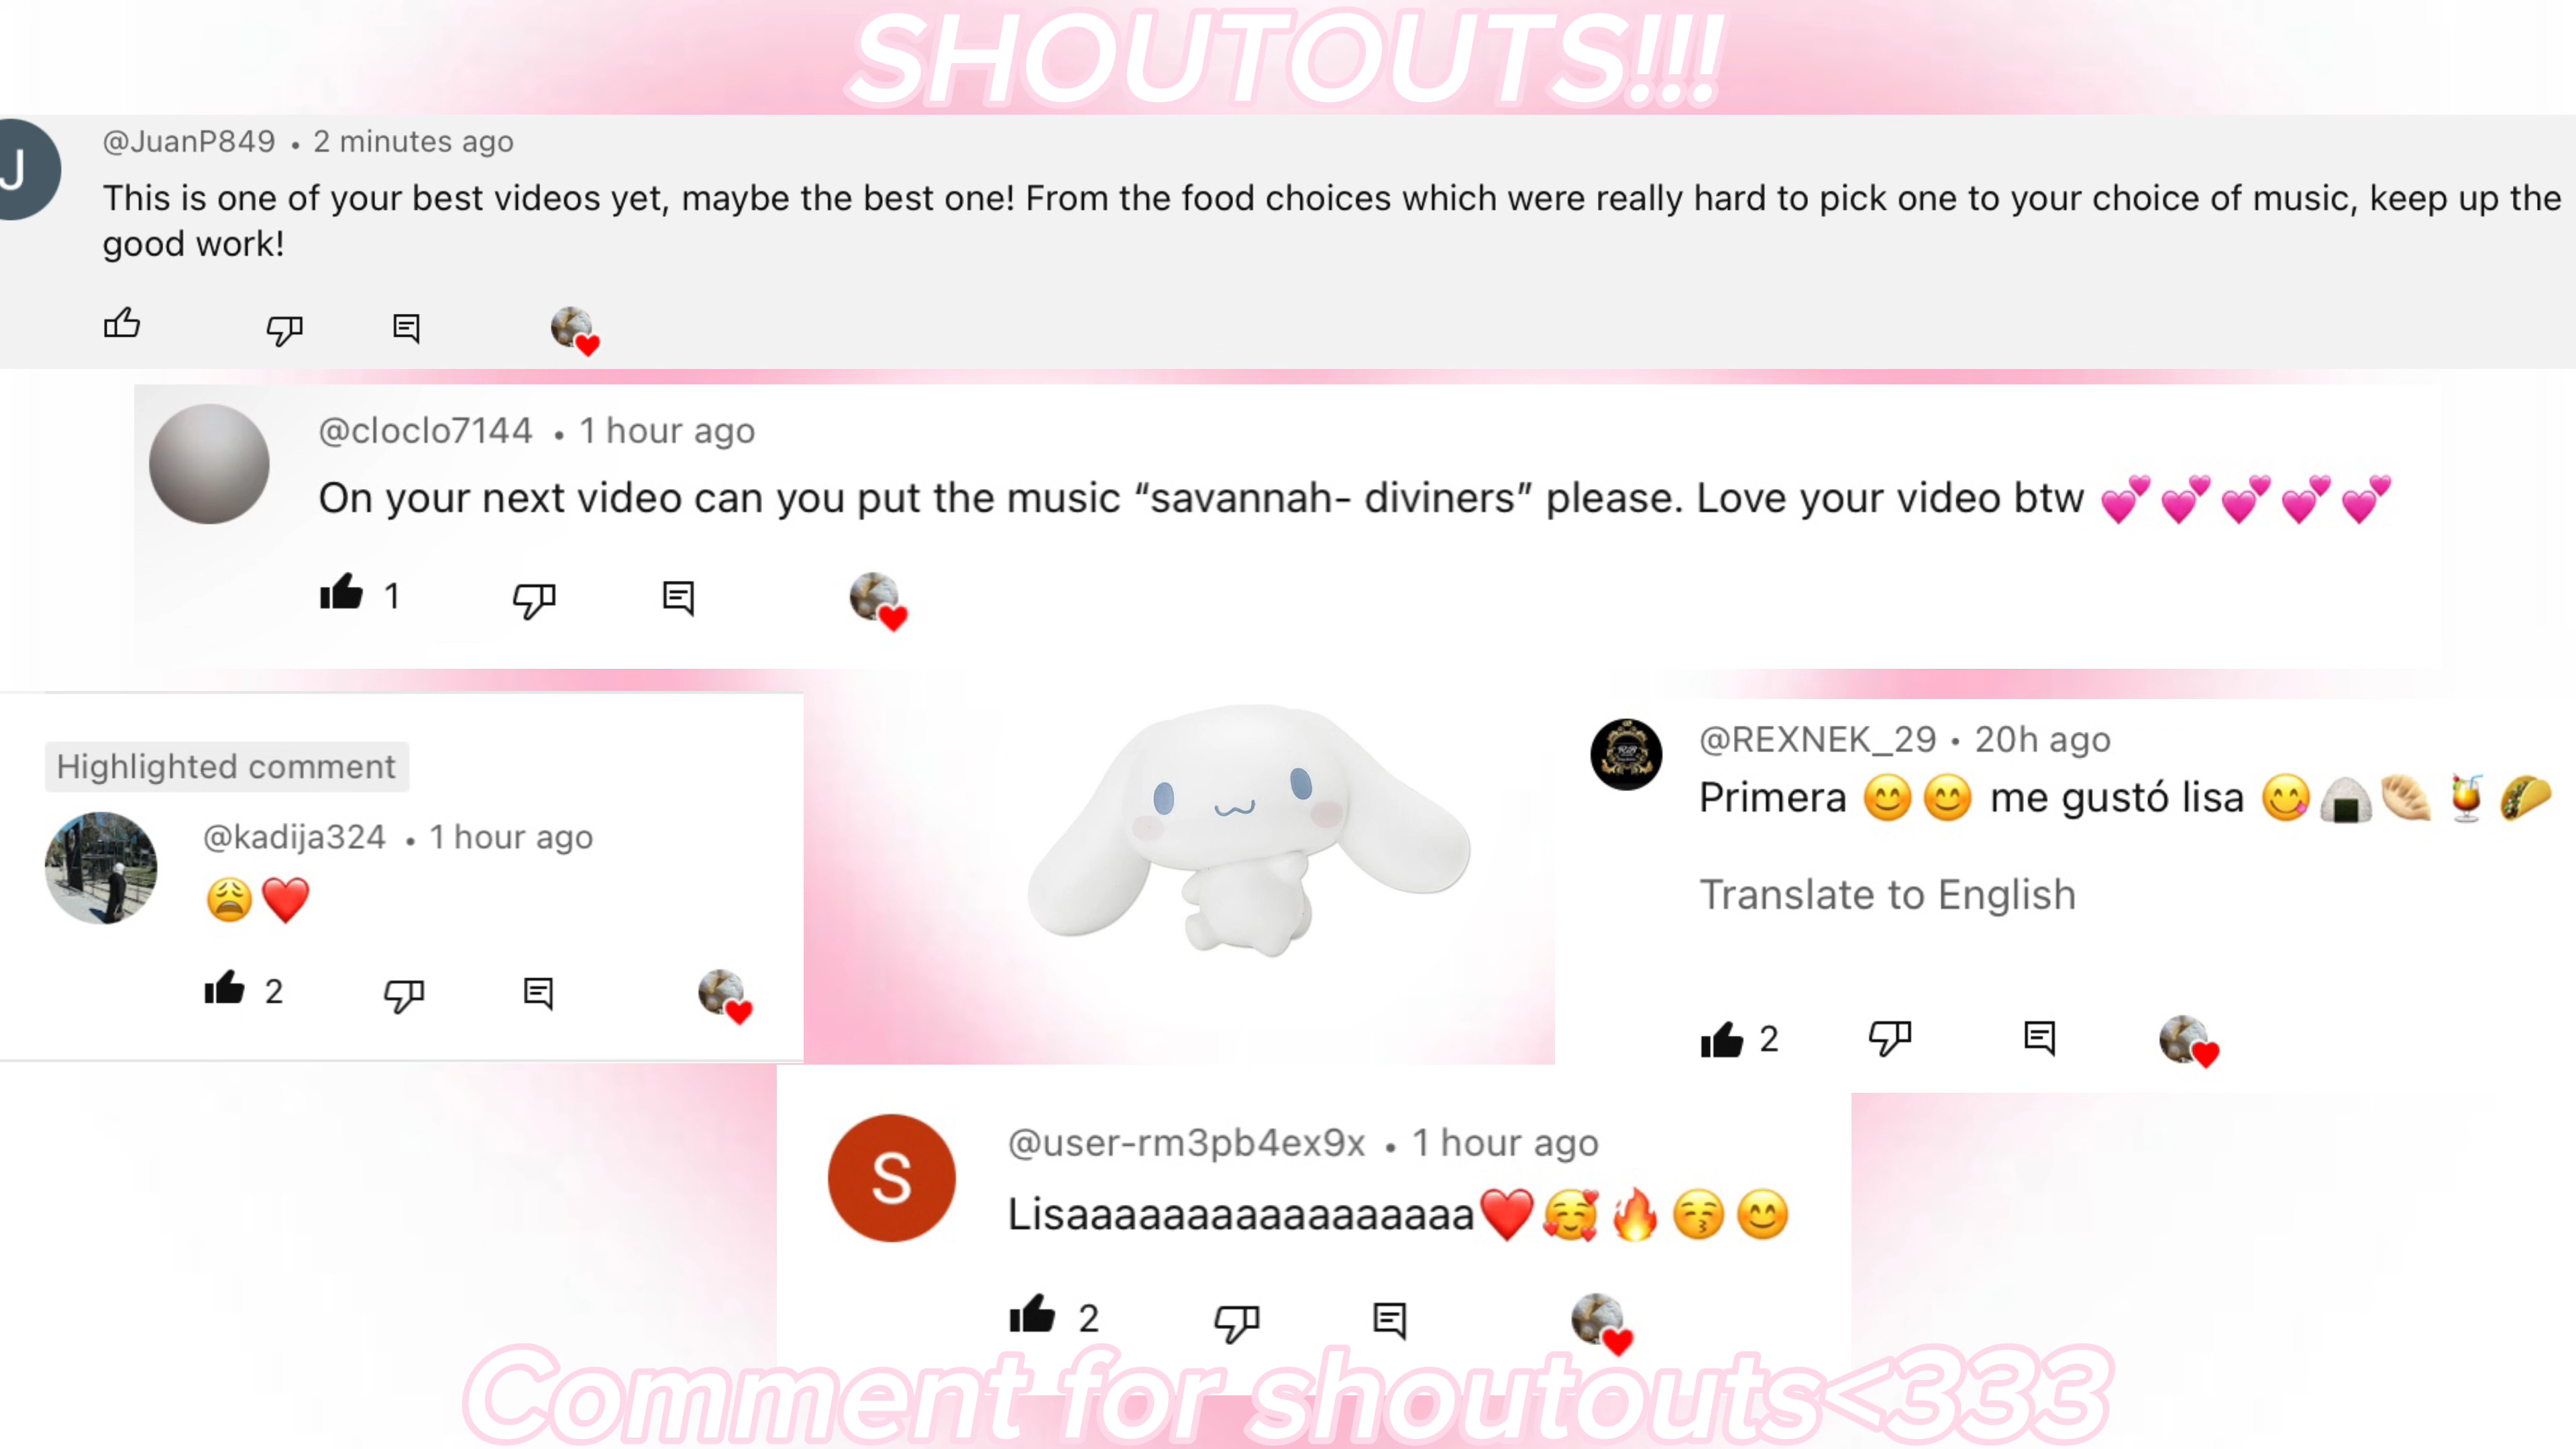 SHOUTOUTS!!!
J
@JuanP849 • 2 minutes ago
This is one of your best videos yet, maybe the best one! From the food choices which were really hard to pick one to your choice of music, keep up the
good work!
@cloclo7144 • 1 hour ago
On your next video can you put the music “savannah- diviners” please. Love your video btw 💕💕💕💕💕
1
Highlighted comment
@kadija324 • 1 hour ago
😩❤️
2
@REXNEK_29 • 20h ago
Primera 😊😊 me gustó lisa 😋🍙🥟🍹🌮
Translate to English
2
S
@user-rm3pb4ex9x • 1 hour ago
Lisaaaaaaaaaaaaaaaaaa❤️🥰🔥😚😊
2
Comment for shoutouts<333